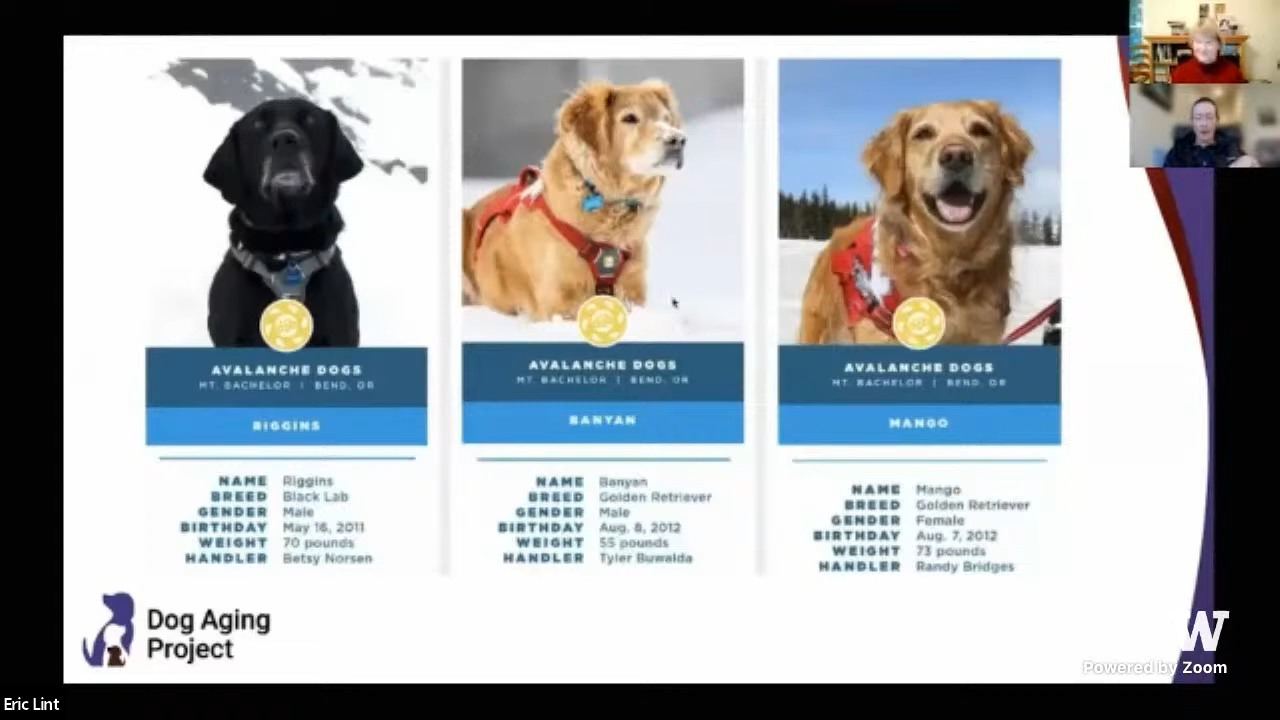 AVALANCHE DOGS
MT. BACHELOR | BEND, OR
RIGGINS
NAME Riggins
BREED Black Lab
GENDER Male
BIRTHDAY May 16, 2011
WEIGHT 70 pounds
HANDLER Betsy Norsen
AVALANCHE DOGS
MT. BACHELOR | BEND, OR
BANYAN
NAME Banyan
BREED Golden Retriever
GENDER Male
BIRTHDAY Aug. 8, 2012
WEIGHT 55 pounds
HANDLER Tyler Buwalda
AVALANCHE DOGS
MT. BACHELOR | BEND, OR
MANGO
NAME Mango
BREED Golden Retriever
GENDER Female
BIRTHDAY Aug. 7, 2012
WEIGHT 73 pounds
HANDLER Randy Bridges
Dog Aging
Project
W
Powered by Zoom
Eric Lint